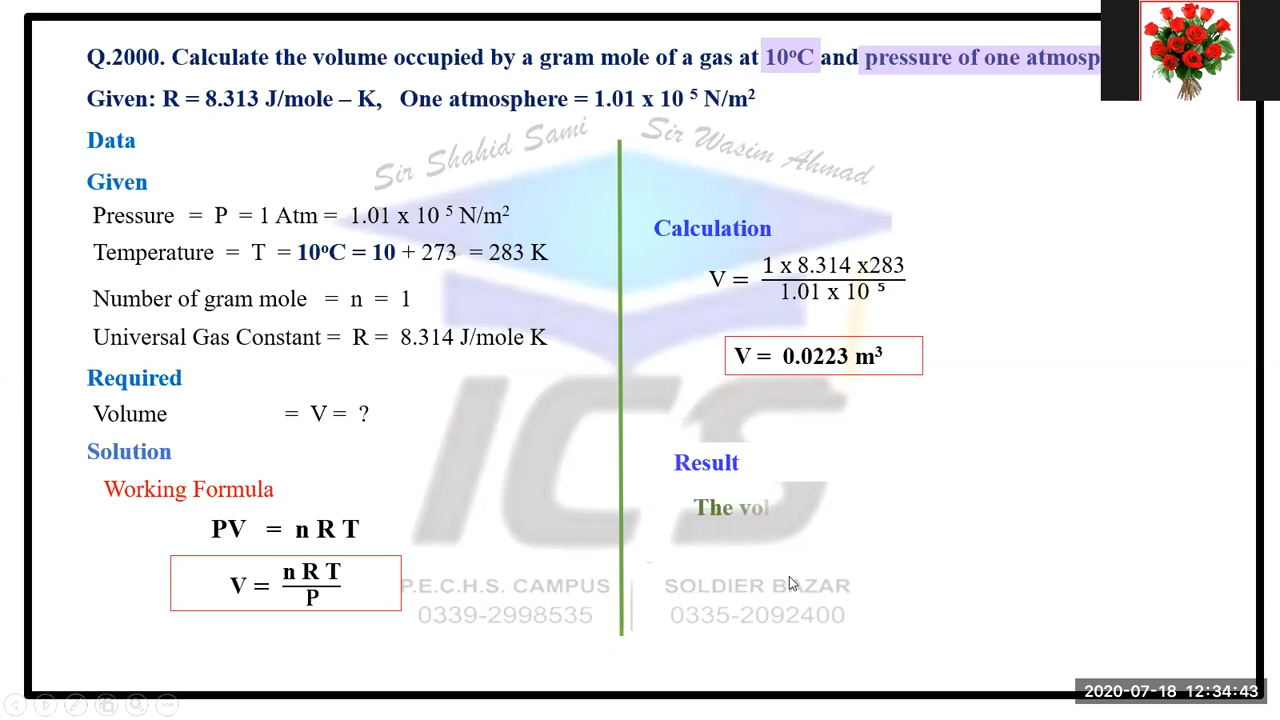 Q.2000. Calculate the volume occupied by a gram mole of a gas at 10⁰C and pressure of one atmosp
Given: R = 8.313 J/mole – K, One atmosphere = 1.01 x 10 ⁵ N/m²
Sir Shahid Sami
Sir Wasim Ahmad
Data
Given
Pressure = P = 1 Atm = 1.01 x 10 ⁵ N/m²
Temperature = T = 10⁰C = 10 + 273 = 283 K
Number of gram mole = n = 1
Universal Gas Constant = R = 8.314 J/mole K
Required
Volume = V = ?
Solution
Working Formula
PV = n R T
V = n R T / P
Calculation
V = 1 x 8.314 x283 / 1.01 x 10 ⁵
V = 0.0223 m³
Result
The vol
ICS
P.E.C.H.S. CAMPUS
0339-2998535
SOLDIER BAZAR
0335-2092400
2020-07-18 12:34:43